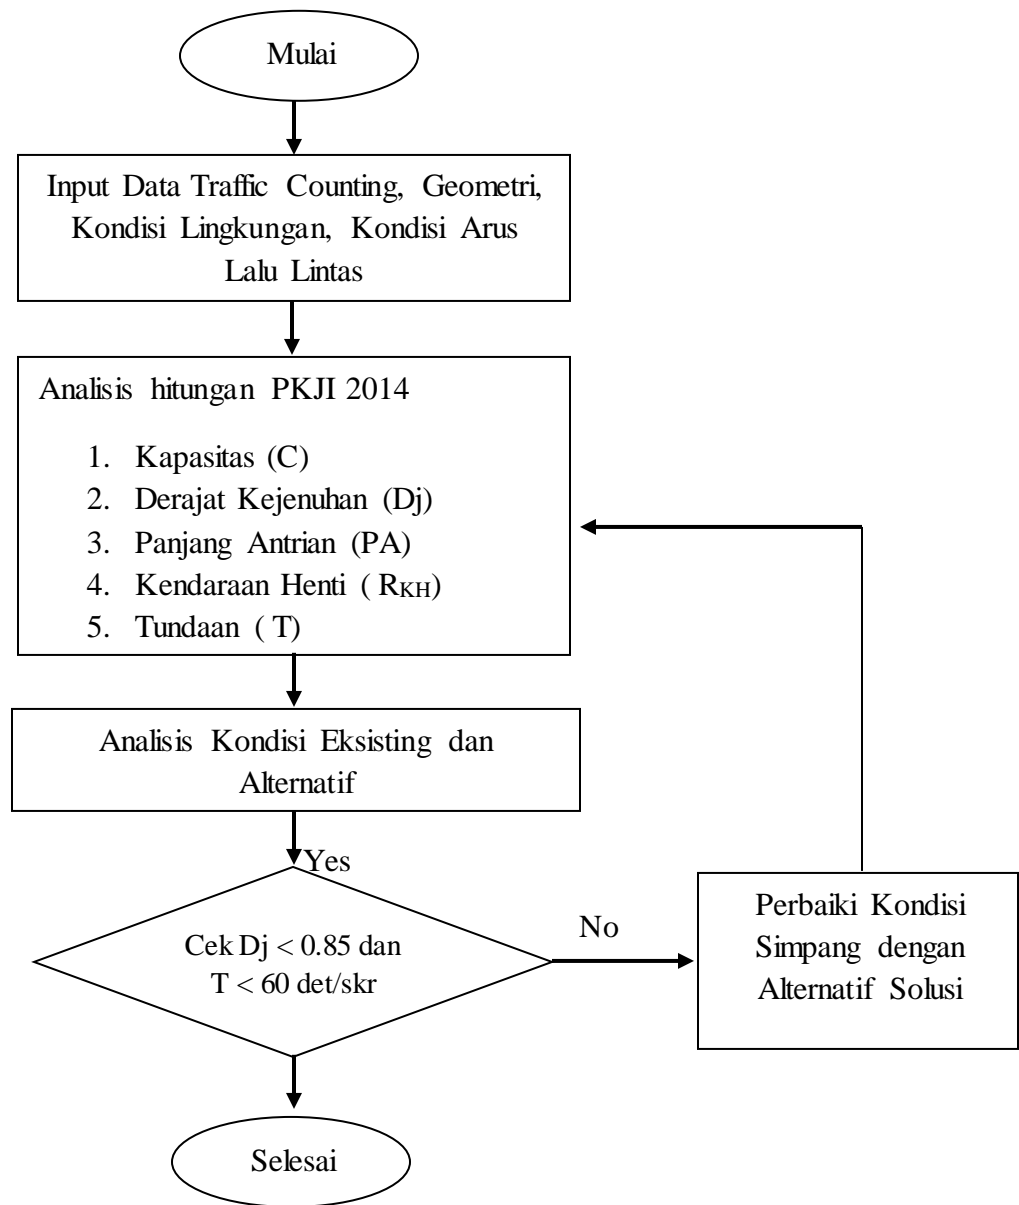 Mulai
Input Data Traffic Counting, Geometri,
Kondisi Lingkungan, Kondisi Arus
Lalu Lintas
Analisis hitungan PKJI 2014
1. Kapasitas (C)
2. Derajat Kejenuhan (Dj)
3. Panjang Antrian (PA)
4. Kendaraan Henti ( RKH)
5. Tundaan ( T)
Analisis Kondisi Eksisting dan
Alternatif
Yes
Cek Dj < 0.85 dan
T < 60 det/skr
No
Perbaiki Kondisi
Simpang dengan
Alternatif Solusi
Selesai